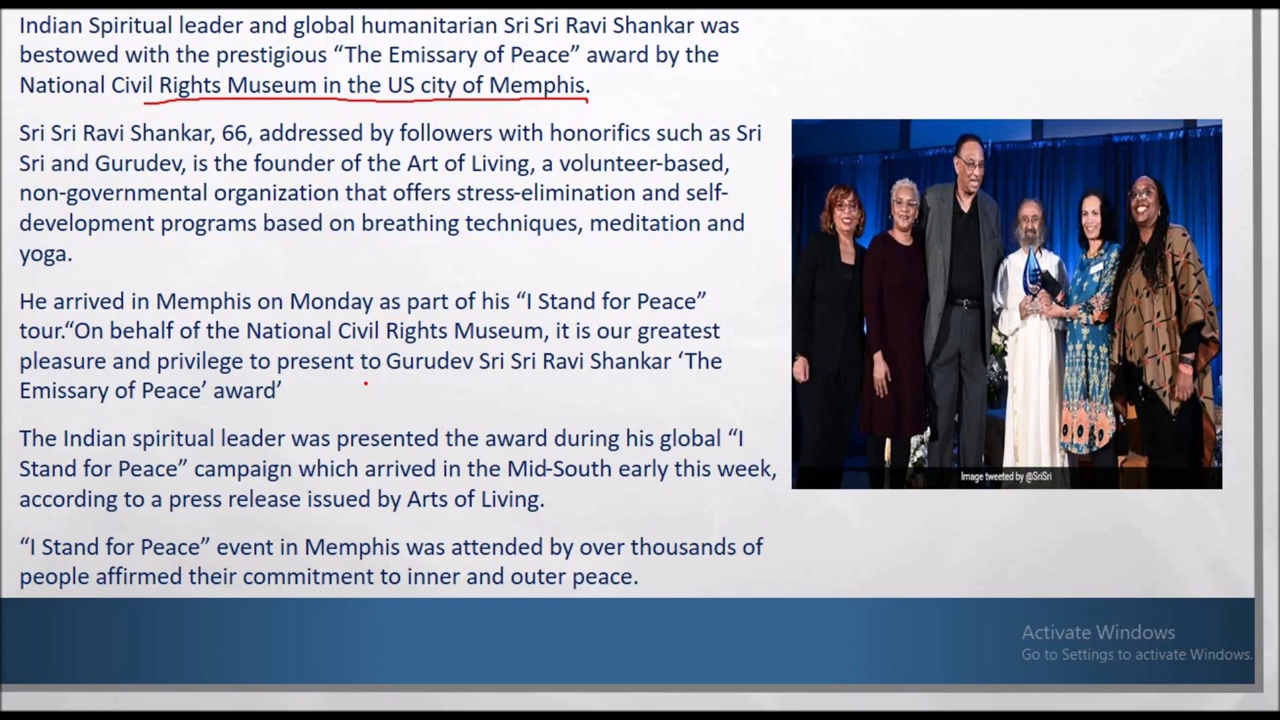 Indian Spiritual leader and global humanitarian Sri Sri Ravi Shankar was
bestowed with the prestigious “The Emissary of Peace” award by the
National Civil Rights Museum in the US city of Memphis.
Sri Sri Ravi Shankar, 66, addressed by followers with honorifics such as Sri
Sri and Gurudev, is the founder of the Art of Living, a volunteer-based,
non-governmental organization that offers stress-elimination and self-
development programs based on breathing techniques, meditation and
yoga.
He arrived in Memphis on Monday as part of his “I Stand for Peace”
tour.“On behalf of the National Civil Rights Museum, it is our greatest
pleasure and privilege to present to Gurudev Sri Sri Ravi Shankar ‘The
Emissary of Peace’ award’
The Indian spiritual leader was presented the award during his global “I
Stand for Peace” campaign which arrived in the Mid-South early this week,
according to a press release issued by Arts of Living.
“I Stand for Peace” event in Memphis was attended by over thousands of
people affirmed their commitment to inner and outer peace.
Image tweeted by @SriSri
Activate Windows
Go to Settings to activate Windows.